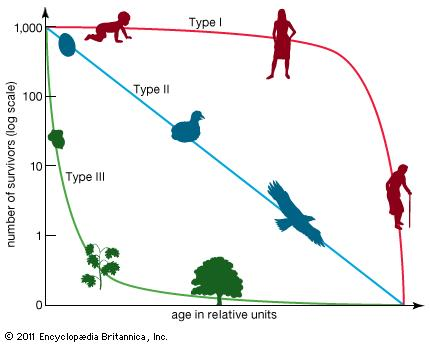 Type I
1,000
Type II
100
10
Type III
1
0
number of survivors (log scale)
age in relative units
© 2011 Encyclopædia Britannica, Inc.